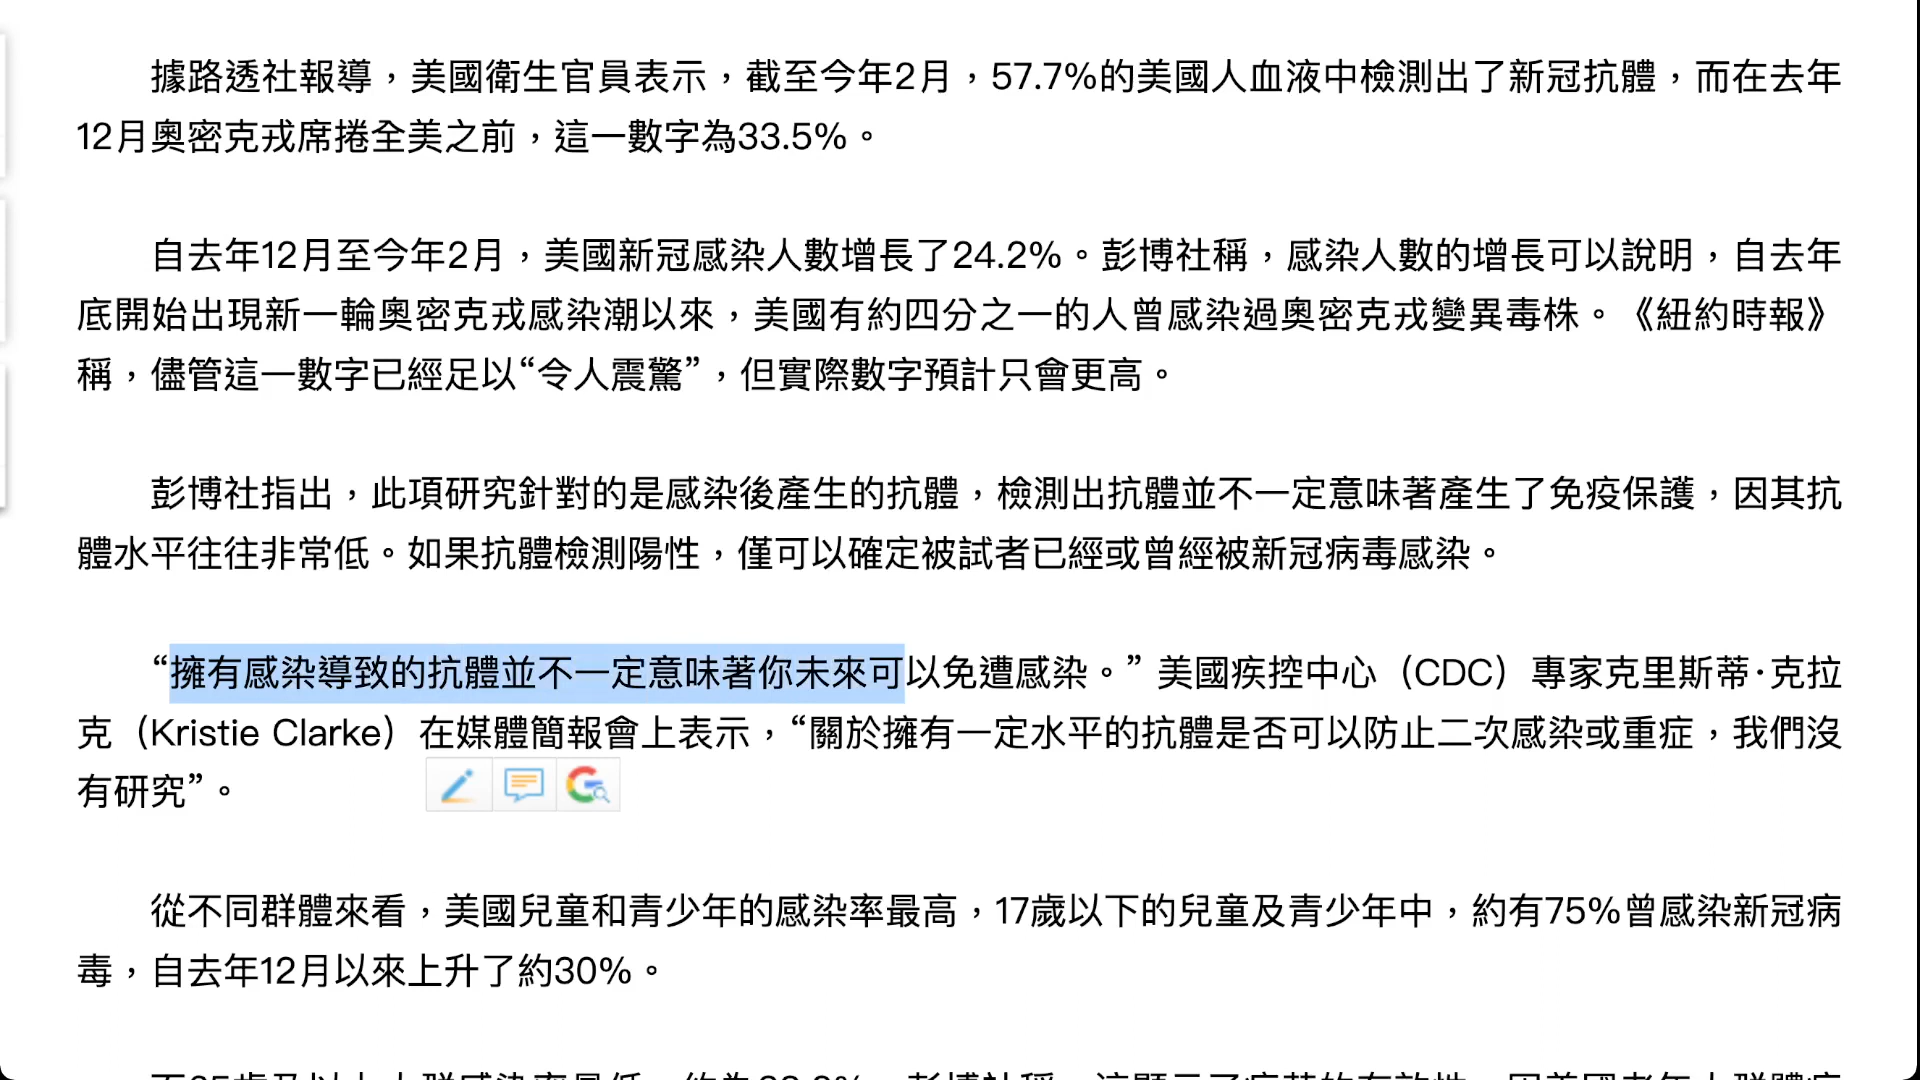 據路透社報導，美國衛生官員表示，截至今年2月，57.7%的美國人血液中檢測出了新冠抗體，而在去年
12月奧密克戎席捲全美之前，這一數字為33.5%。
自去年12月至今年2月，美國新冠感染人數增長了24.2%。彭博社稱，感染人數的增長可以說明，自去年
底開始出現新一輪奧密克戎感染潮以來，美國有約四分之一的人曾感染過奧密克戎變異毒株。《紐約時報》
稱，儘管這一數字已經足以“令人震驚”，但實際數字預計只會更高。
彭博社指出，此項研究針對的是感染後產生的抗體，檢測出抗體並不一定意味著產生了免疫保護，因其抗
體水平往往非常低。如果抗體檢測陽性，僅可以確定被試者已經或曾經被新冠病毒感染。
“擁有感染導致的抗體並不一定意味著你未來可以免遭感染。” 美國疾控中心（CDC）專家克里斯蒂·克拉
克（Kristie Clarke）在媒體簡報會上表示，“關於擁有一定水平的抗體是否可以防止二次感染或重症，我們沒
有研究”。
從不同群體來看，美國兒童和青少年的感染率最高，17歲以下的兒童及青少年中，約有75%曾感染新冠病
毒，自去年12月以來上升了約30%。